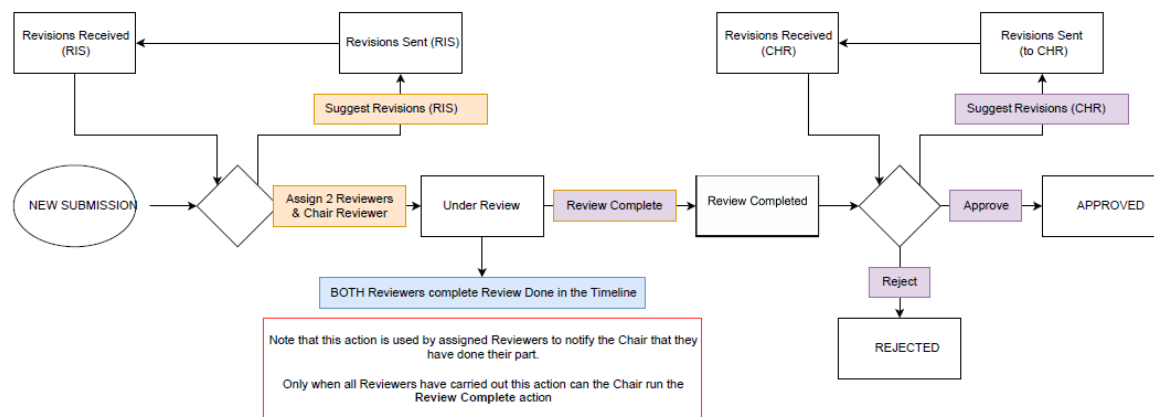 Revisions Received
(RIS)
Revisions Sent (RIS)
Revisions Received
(CHR)
Revisions Sent
(to CHR)
Suggest Revisions (RIS)
Suggest Revisions (CHR)
NEW SUBMISSION
Assign 2 Reviewers
& Chair Reviewer
Under Review
Review Complete
Review Completed
Approve
APPROVED
BOTH Reviewers complete Review Done in the Timeline
Reject
Note that this action is used by assigned Reviewers to notify the Chair that they
have done their part.
Only when all Reviewers have carried out this action can the Chair run the
Review Complete action
REJECTED